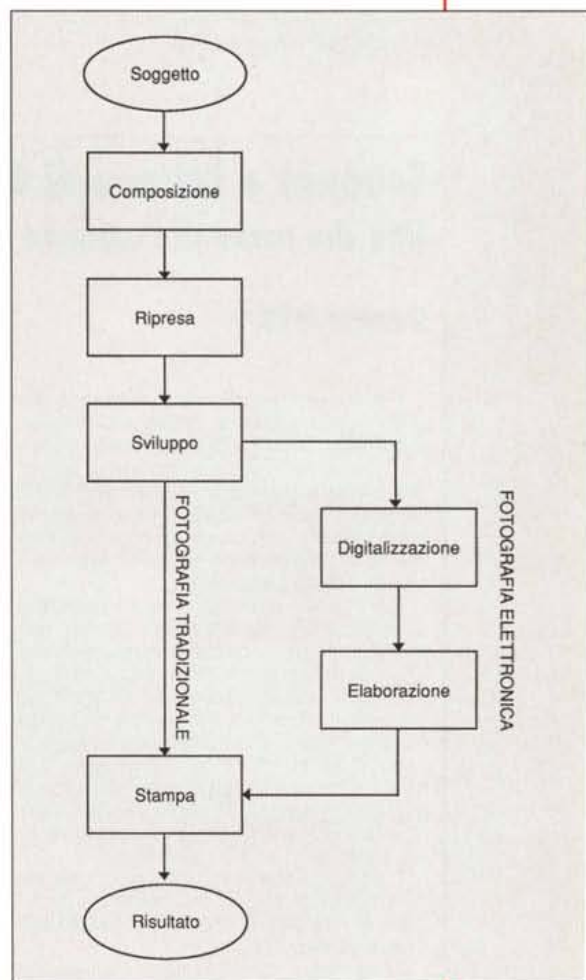 Soggetto
Composizione
Ripresa
Sviluppo
FOTOGRAFIA TRADIZIONALE
Digitalizzazione
FOTOGRAFIA ELETTRONICA
Elaborazione
Stampa
Risultato